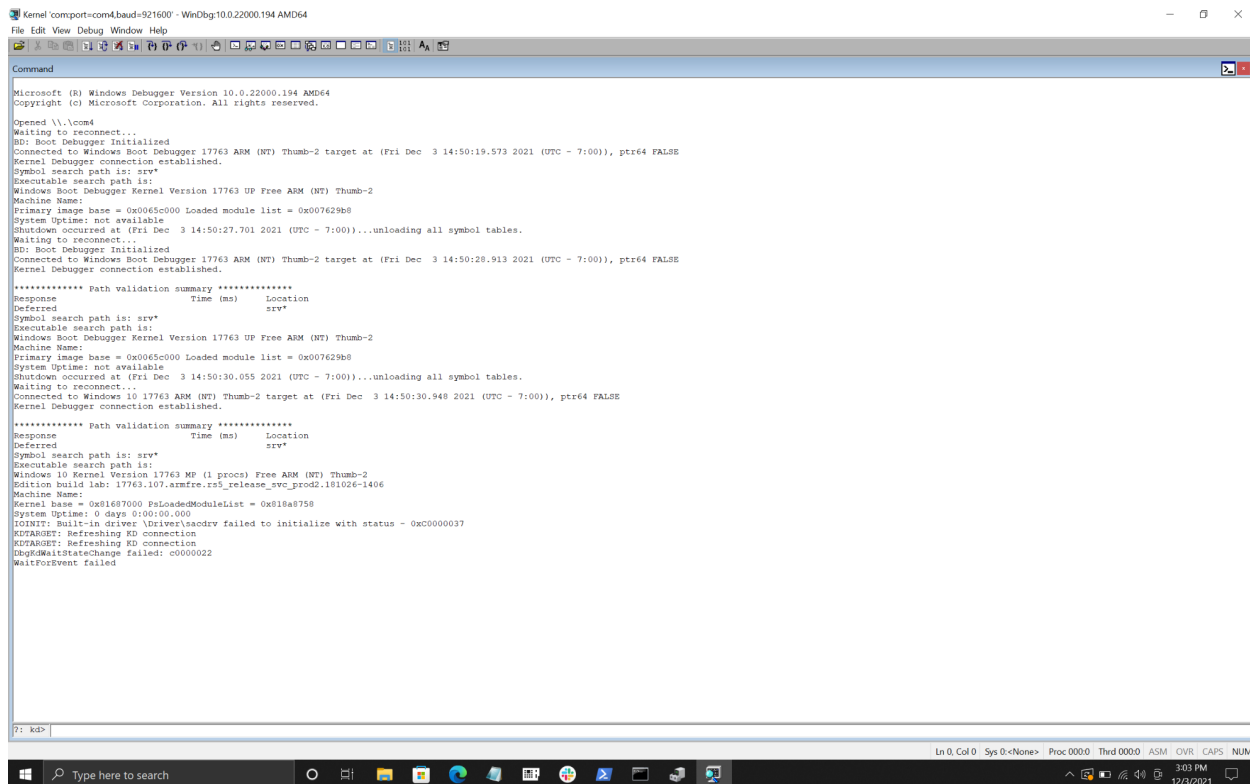 Kernel 'com:port=com4,baud=921600' - WinDbg:10.0.22000.194 AMD64
File Edit View Debug Window Help
Command
Microsoft (R) Windows Debugger Version 10.0.22000.194 AMD64
Copyright (c) Microsoft Corporation. All rights reserved.
Opened \\.\com4
Waiting to reconnect...
BD: Boot Debugger Initialized
Connected to Windows Boot Debugger 17763 ARM (NT) Thumb-2 target at (Fri Dec  3 14:50:19.573 2021 (UTC - 7:00)), ptr64 FALSE
Kernel Debugger connection established.
Symbol search path is: srv*
Executable search path is:
Windows Boot Debugger Kernel Version 17763 UP Free ARM (NT) Thumb-2
Machine Name:
Primary image base = 0x0065c000 Loaded module list = 0x007629b8
System Uptime: not available
Shutdown occurred at (Fri Dec  3 14:50:27.701 2021 (UTC - 7:00))...unloading all symbol tables.
Waiting to reconnect...
BD: Boot Debugger Initialized
Connected to Windows Boot Debugger 17763 ARM (NT) Thumb-2 target at (Fri Dec  3 14:50:28.913 2021 (UTC - 7:00)), ptr64 FALSE
Kernel Debugger connection established.
************* Path validation summary **************
Response Time (ms) Location
Deferred srv*
Symbol search path is: srv*
Executable search path is:
Windows Boot Debugger Kernel Version 17763 UP Free ARM (NT) Thumb-2
Machine Name:
Primary image base = 0x0065c000 Loaded module list = 0x007629b8
System Uptime: not available
Shutdown occurred at (Fri Dec  3 14:50:30.055 2021 (UTC - 7:00))...unloading all symbol tables.
Waiting to reconnect...
Connected to Windows 10 17763 ARM (NT) Thumb-2 target at (Fri Dec  3 14:50:30.948 2021 (UTC - 7:00)), ptr64 FALSE
Kernel Debugger connection established.
************* Path validation summary **************
Response Time (ms) Location
Deferred srv*
Symbol search path is: srv*
Executable search path is:
Windows 10 Kernel Version 17763 MP (1 procs) Free ARM (NT) Thumb-2
Edition build lab: 17763.107.armfre.rs5_release_svc_prod2.181026-1406
Machine Name:
Kernel base = 0x81687000 PsLoadedModuleList = 0x818a8758
System Uptime: 0 days 0:00:00.000
IOINIT: Built-in driver \Driver\sacdrv failed to initialize with status - 0xC0000037
KDTARGET: Refreshing KD connection
KDTARGET: Refreshing KD connection
DbgKdWaitStateChange failed: c0000022
WaitForEvent failed
?: kd>
Ln 0, Col 0 Sys 0:<None> Proc 000:0 Thrd 000:0 ASM OVR CAPS NUM
Type here to search
3:03 PM
12/3/2021